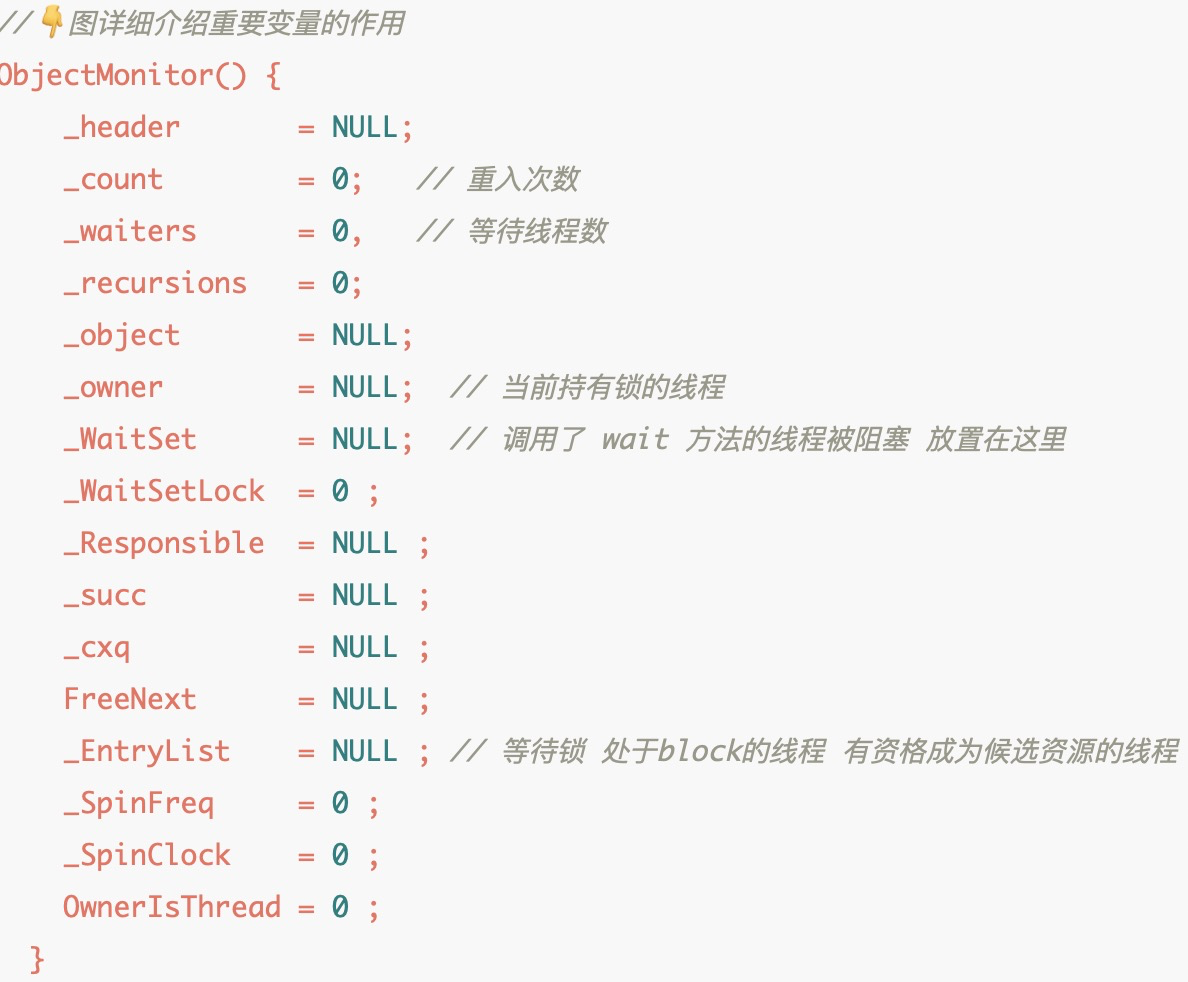 //👇图详细介绍重要变量的作用
ObjectMonitor() {
    _header       = NULL;
    _count        = 0;   // 重入次数
    _waiters      = 0,   // 等待线程数
    _recursions   = 0;
    _object       = NULL;
    _owner        = NULL;  // 当前持有锁的线程
    _WaitSet      = NULL;  // 调用了 wait 方法的线程被阻塞 放置在这里
    _WaitSetLock  = 0 ;
    _Responsible  = NULL ;
    _succ         = NULL ;
    _cxq          = NULL ;
    FreeNext      = NULL ;
    _EntryList    = NULL ; // 等待锁 处于block的线程 有资格成为候选资源的线程
    _SpinFreq     = 0 ;
    _SpinClock    = 0 ;
    OwnerIsThread = 0 ;
  }